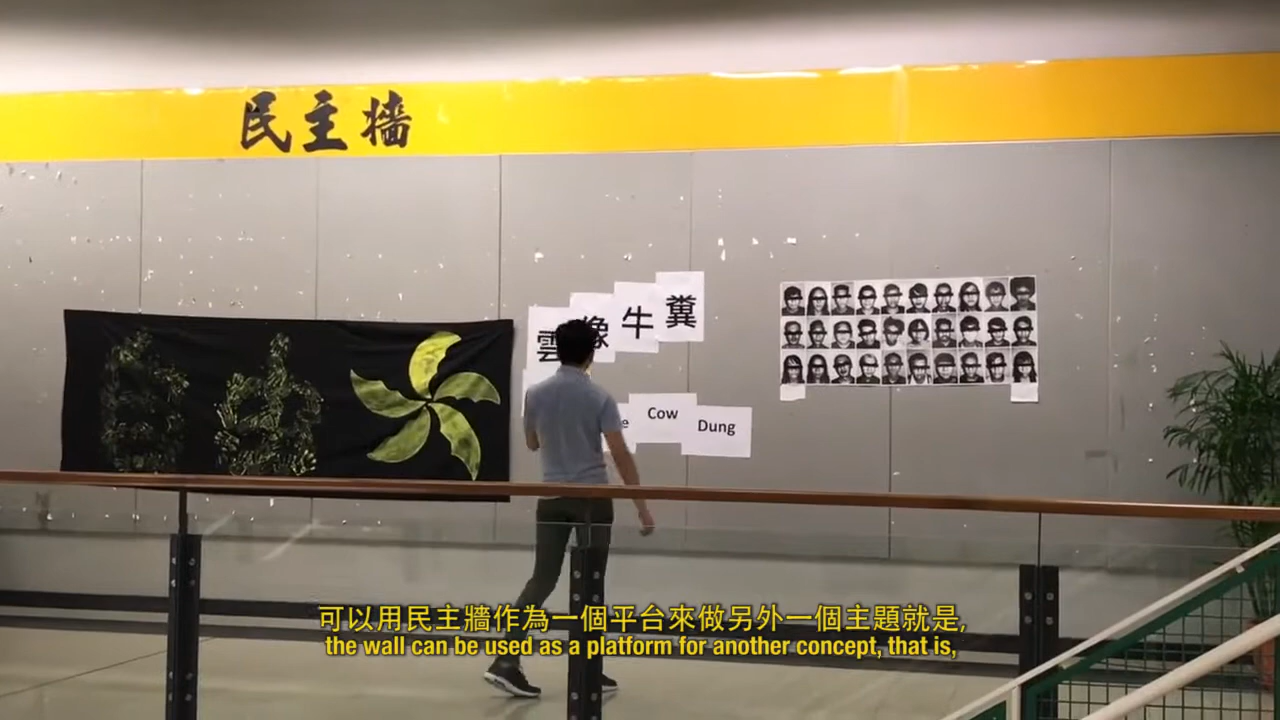 民主牆
雲像牛糞
Cow
Dung
可以用民主牆作為一個平台來做另外一個主題就是,
the wall can be used as a platform for another concept, that is,